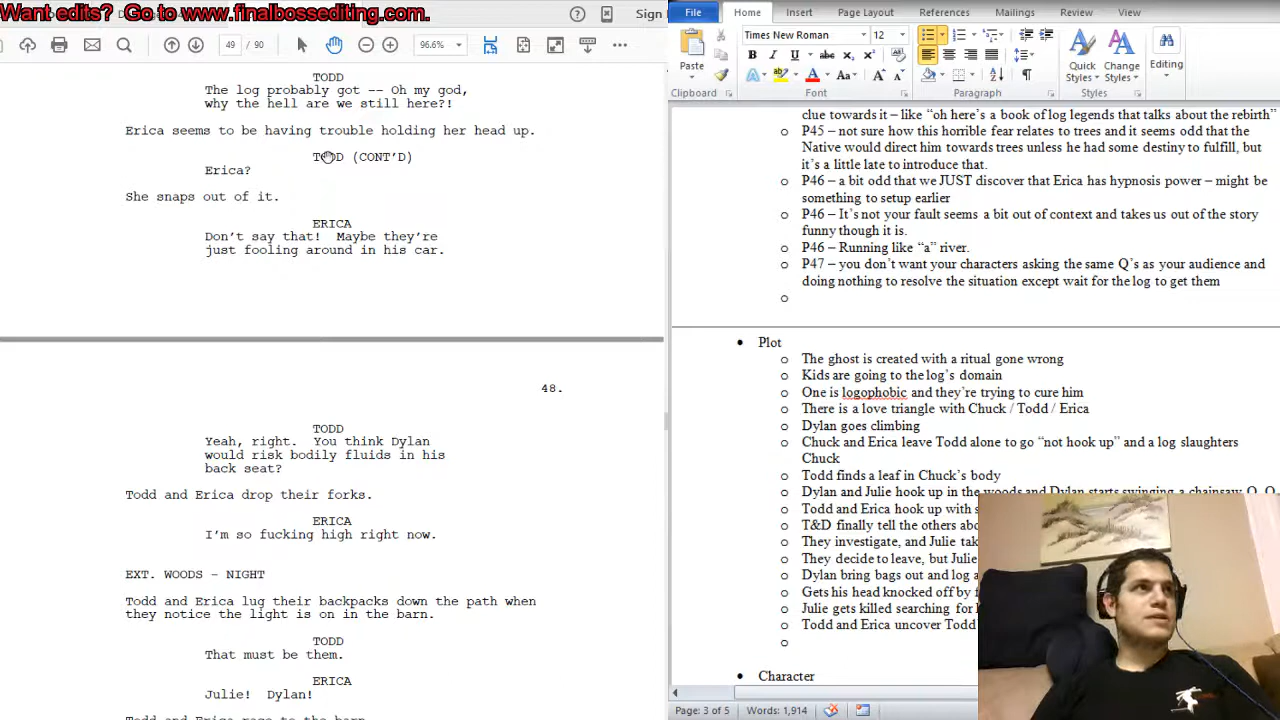 Want edits?  Go to www.finalbossediting.com.
Sign
49 /
96.6%
TODD
The log probably got -- Oh my god,
why the hell are we still here?!
Erica seems to be having trouble holding her head up.
TODD (CONT'D)
Erica?
She snaps out of it.
ERICA
Don't say that!  Maybe they're
just fooling around in his car.
48.
TODD
Yeah, right.  You think Dylan
would risk bodily fluids in his
back seat?
Todd and Erica drop their forks.
ERICA
I'm so fucking high right now.
EXT. WOODS - NIGHT
Todd and Erica lug their backpacks down the path when
they notice the light is on in the barn.
TODD
That must be them.
ERICA
Julie!  Dylan!
Todd and Erica race to the barn.
File Home Insert Page Layout References Mailings Review View
Times New Roman 12
Paste
B I U abc x₂ x²
A A Aa A A
Quick Styles
Change Styles
Editing
Clipboard Font Paragraph Styles
clue towards it – like "oh here's a book of log legends that talks about the rebirth"
o P45 – not sure how this horrible fear relates to trees and it seems odd that the
Native would direct him towards trees unless he had some destiny to fulfill, but
it's a little late to introduce that.
o P46 – a bit odd that we JUST discover that Erica has hypnosis power – might be
something to setup earlier
o P46 – It's not your fault seems a bit out of context and takes us out of the story
funny though it is.
o P46 – Running like "a" river.
o P47 – you don't want your characters asking the same Q's as your audience and
doing nothing to resolve the situation except wait for the log to get them
o
• Plot
o The ghost is created with a ritual gone wrong
o Kids are going to the log's domain
o One is logophobic and they're trying to cure him
o There is a love triangle with Chuck / Todd / Erica
o Dylan goes climbing
o Chuck and Erica leave Todd alone to go "not hook up" and a log slaughters
Chuck
o Todd finds a leaf in Chuck's body
o Dylan and Julie hook up in the woods and Dylan starts swinging a chainsaw O_O
o Todd and Erica hook up with
o T&D finally tell the others
o They investigate, and Julie
o They decide to leave, but Julie
o Dylan bring bags out and log
o Gets his head knocked off by
o Julie gets killed searching for
o Todd and Erica uncover Todd'
o
• Character
Page: 3 of 5 Words: 1,914